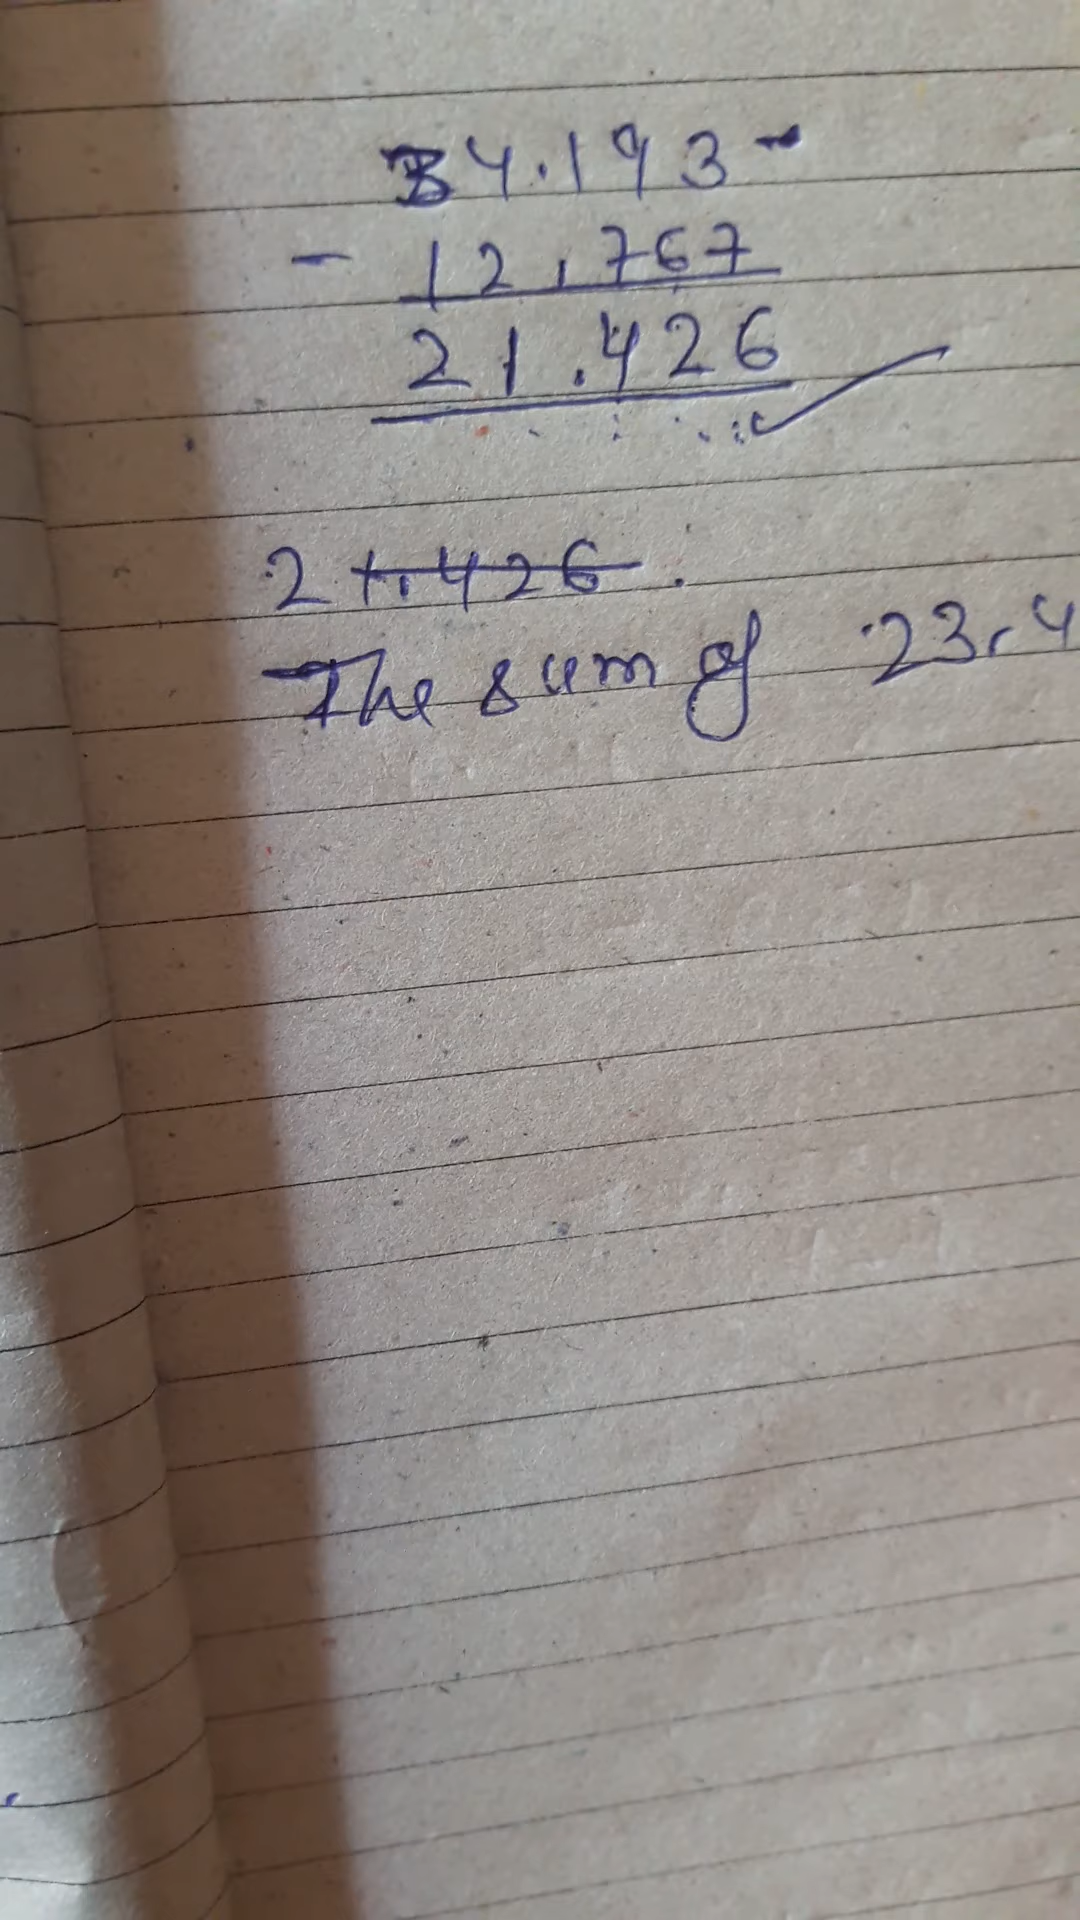 34.193 -
- 12.767
21.426
21.426.
The sum of 23.4